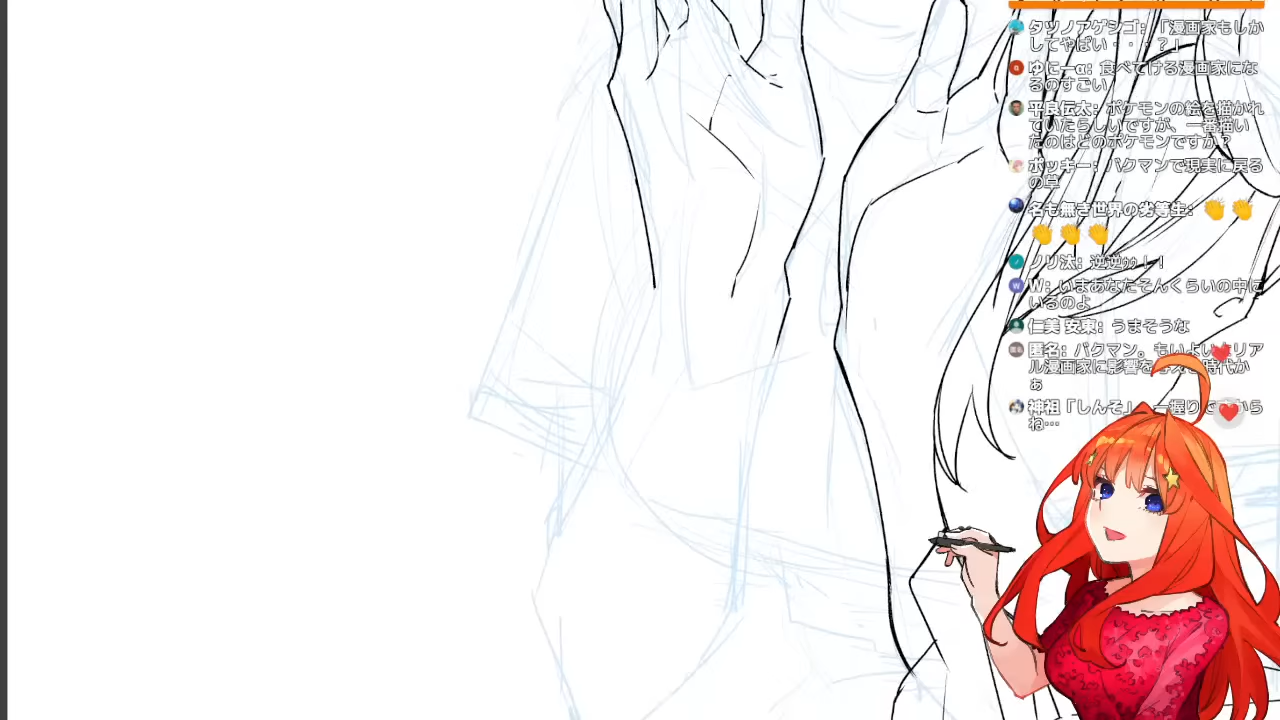 タツノアゲシゴ: 「漫画家もしか
してやばい・・・？」
ゆにーα: 食べてける漫画家にな
るのすごい
平良伝太: ポケモンの絵を描かれ
ていたらしいですが、一番描い
たのはどのポケモンですか？
ポッキー: バクマンで現実に戻る
の草
名も無き世界の劣等生: 👏👏
👏👏👏
ノリ汰: 逆逆ｩｩ！！
W: いまあなたそんくらいの中に
いるのよ
仁美 安東: うまそうな
匿名: バクマン。もいよいよリア
ル漫画家に影響を
時代か
ぁ
神祖「しんそ」
一握り
から
ね…